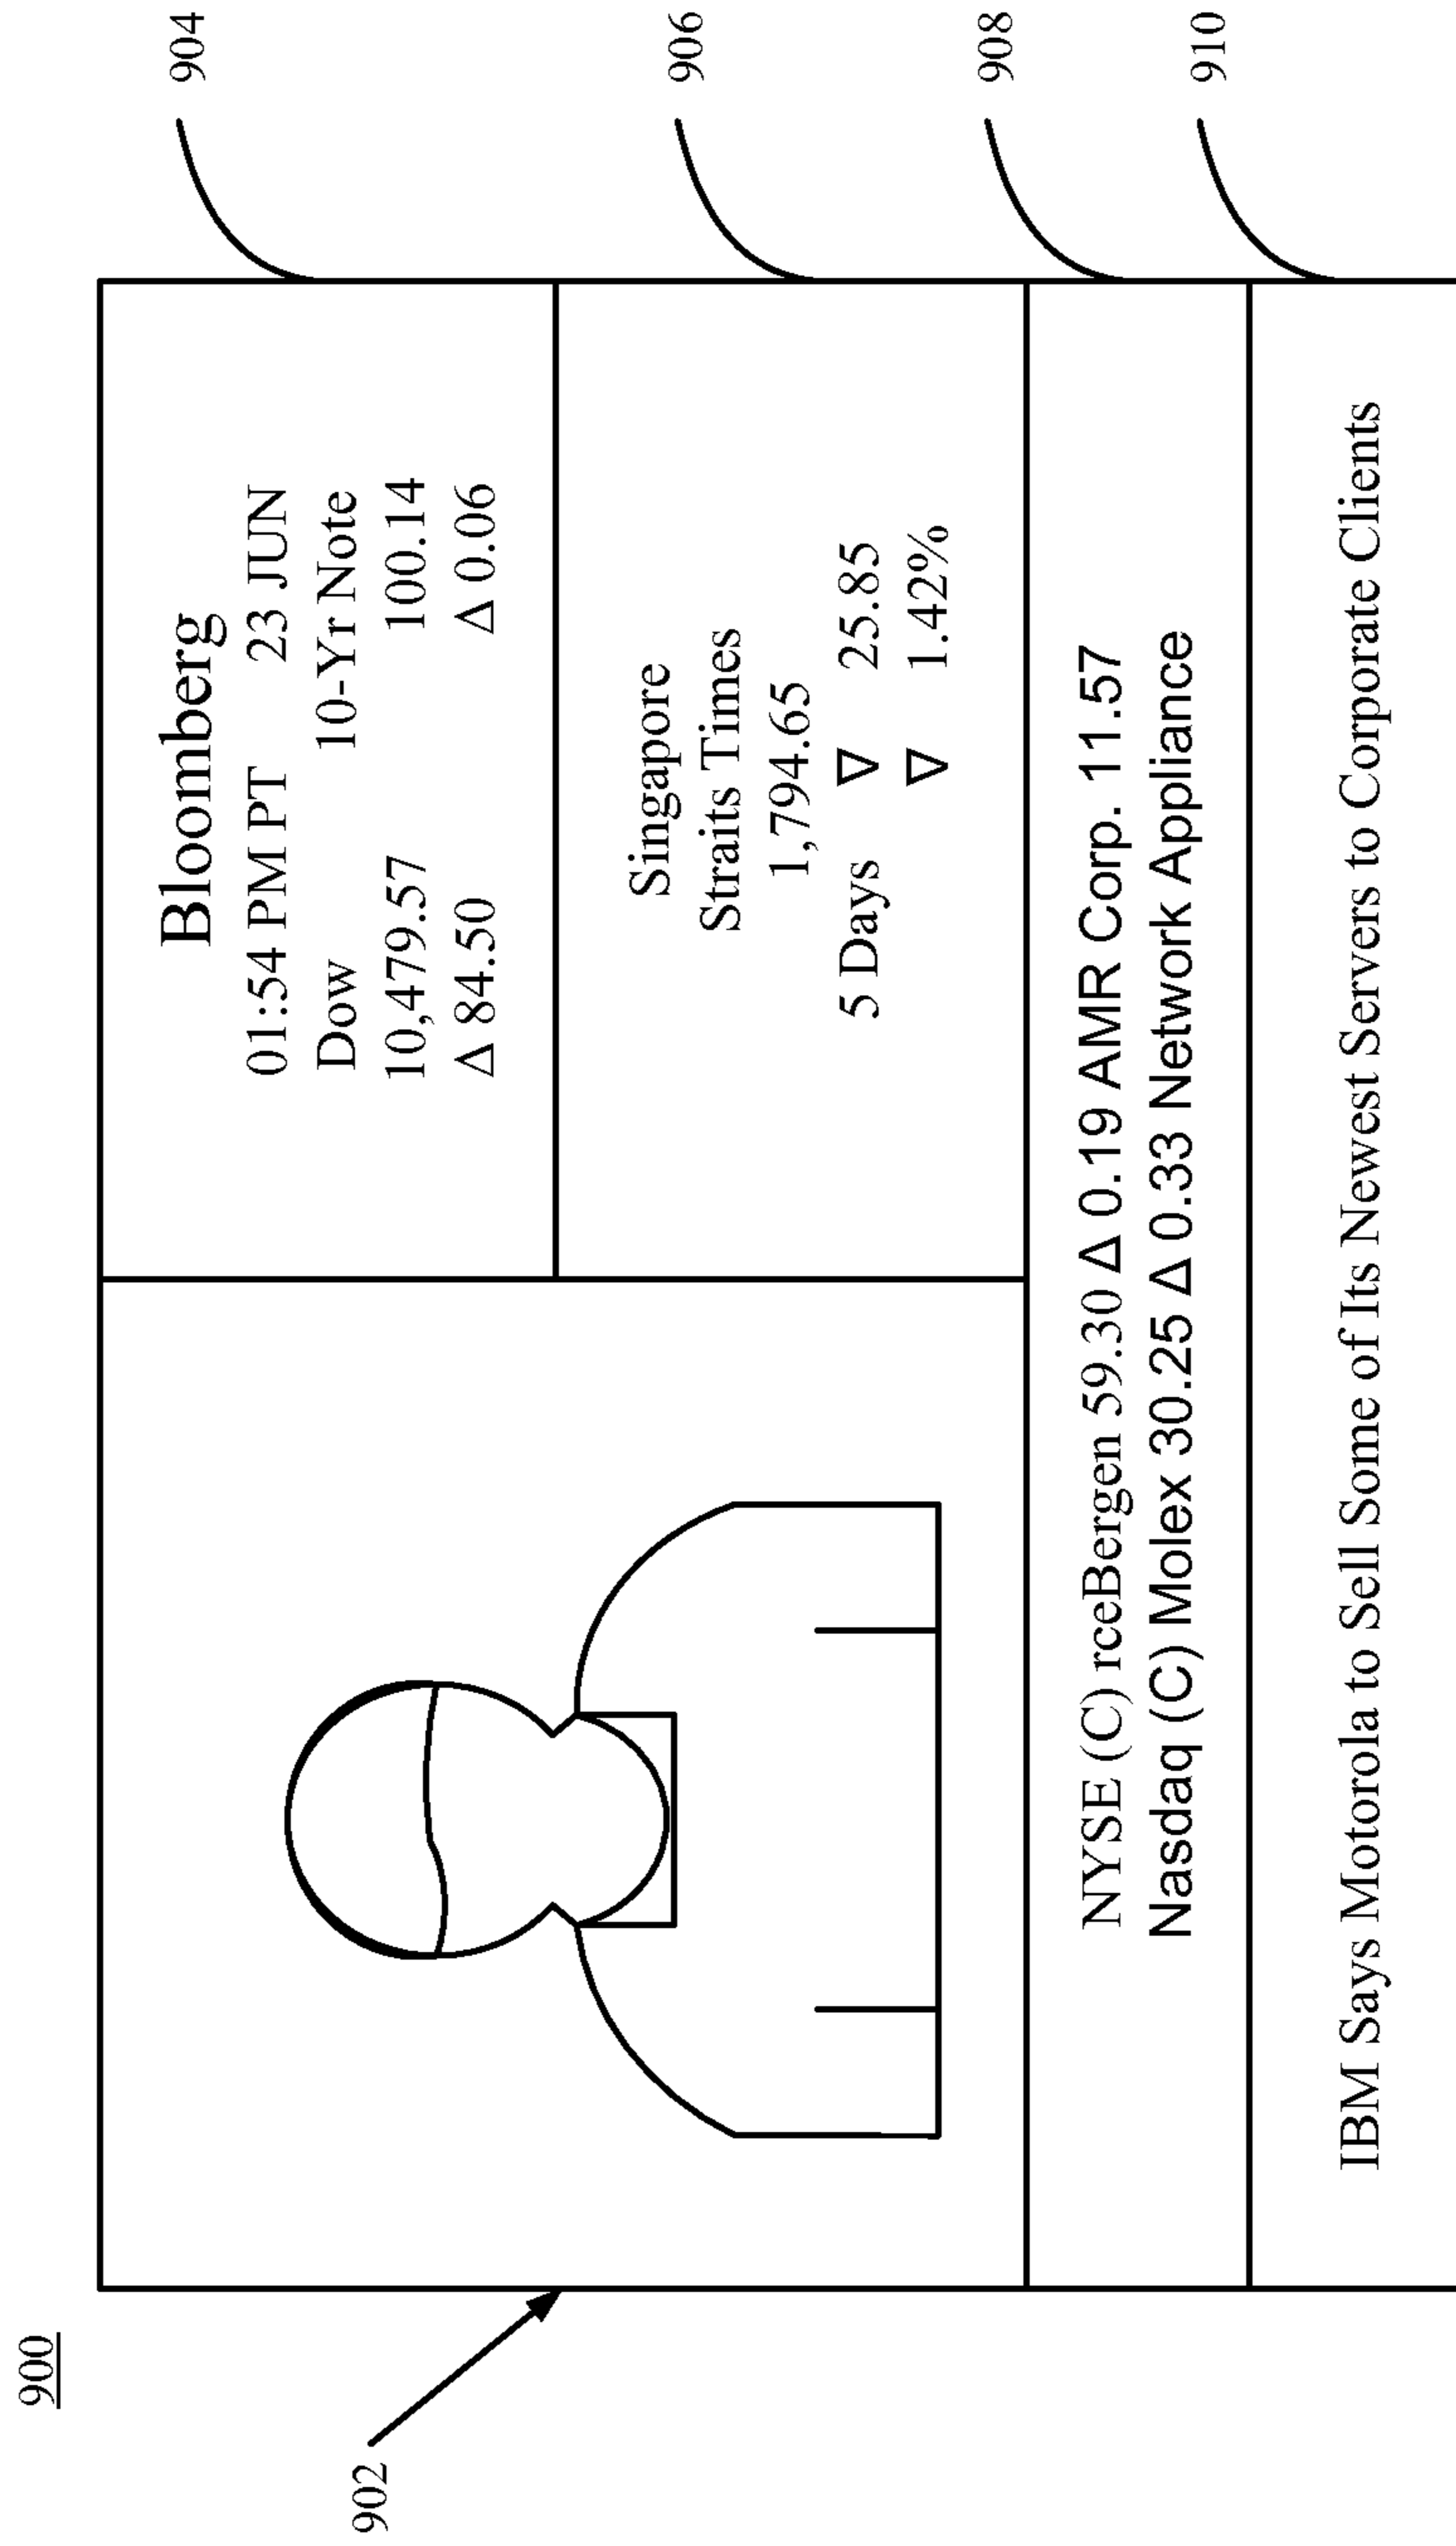 900
902
904
Bloomberg
01:54 PM PT 23 JUN
Dow 10-Yr Note
10,479.57 100.14
Δ 84.50 Δ 0.06
906
Singapore
Straits Times
1,794.65
5 Days ∇ 25.85
∇ 1.42%
908
NYSE (C) rceBergen 59.30 Δ 0.19 AMR Corp. 11.57
Nasdaq (C) Molex 30.25 Δ 0.33 Network Appliance
910
IBM Says Motorola to Sell Some of Its Newest Servers to Corporate Clients